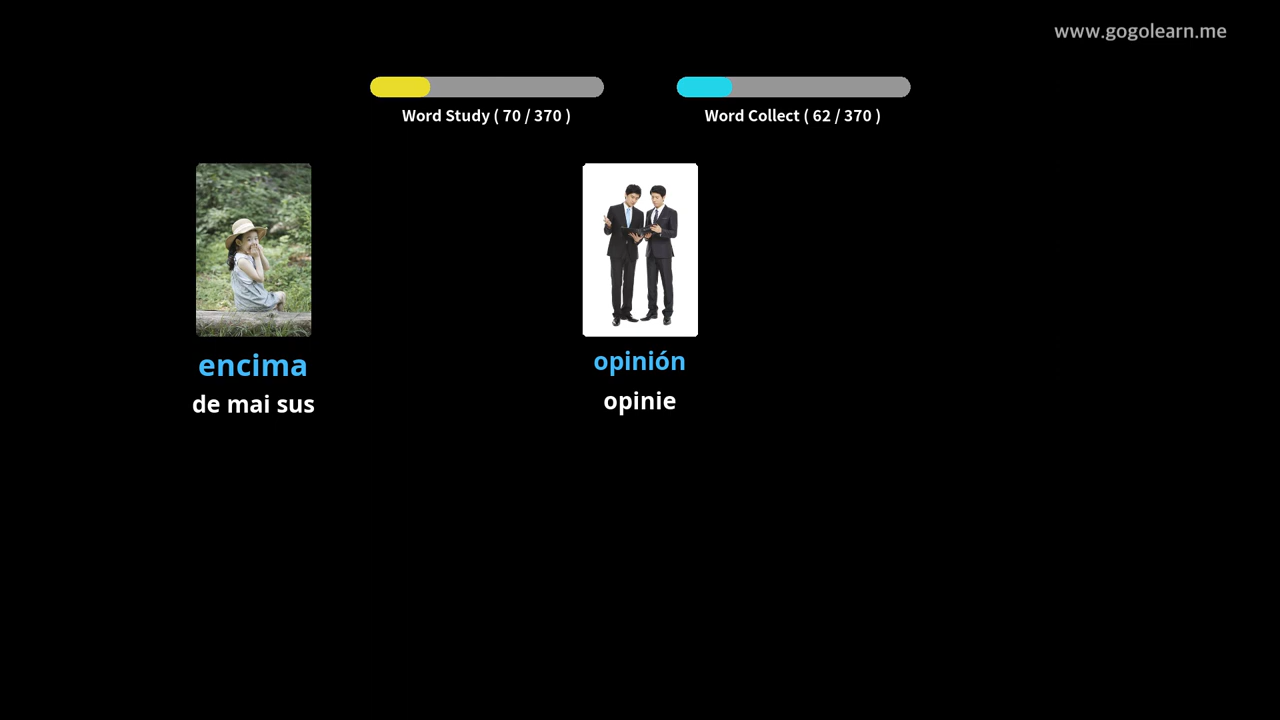 www.gogolearn.me
Word Study ( 70 / 370 )
Word Collect ( 62 / 370 )
encima
de mai sus
opinión
opinie